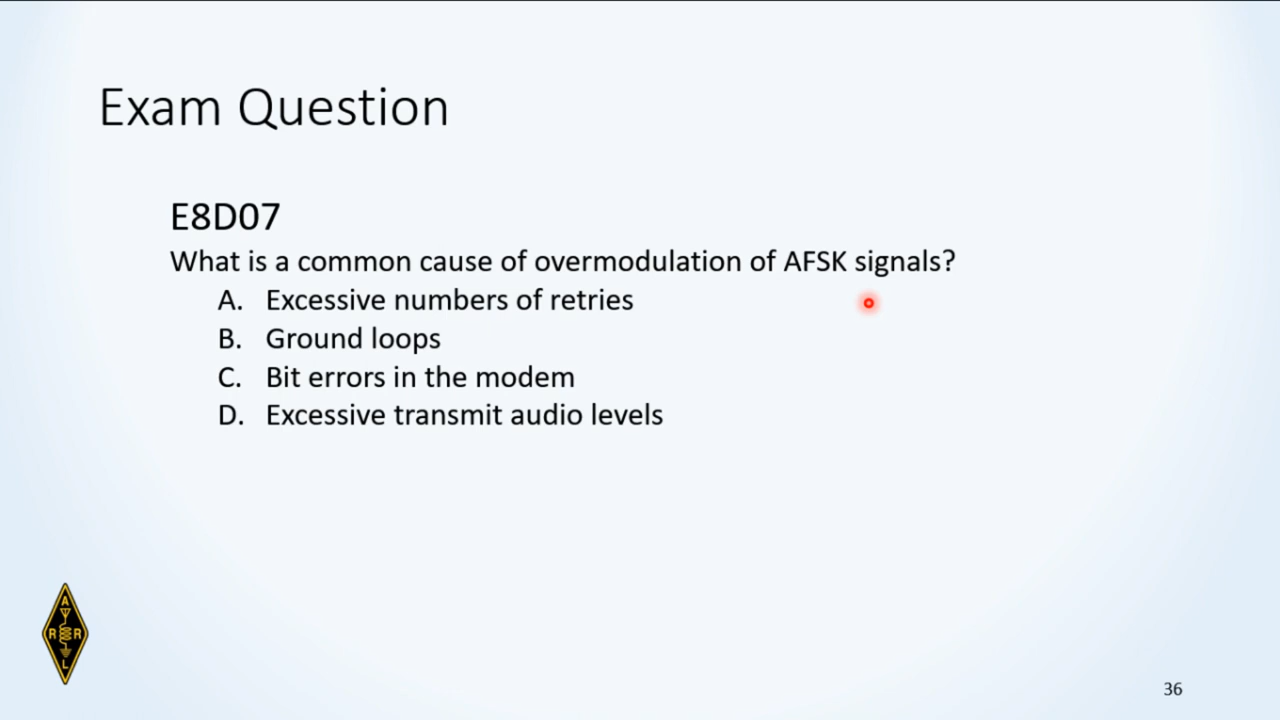 Exam Question
E8D07
What is a common cause of overmodulation of AFSK signals?
A. Excessive numbers of retries
B. Ground loops
C. Bit errors in the modem
D. Excessive transmit audio levels
A
R R
L
36